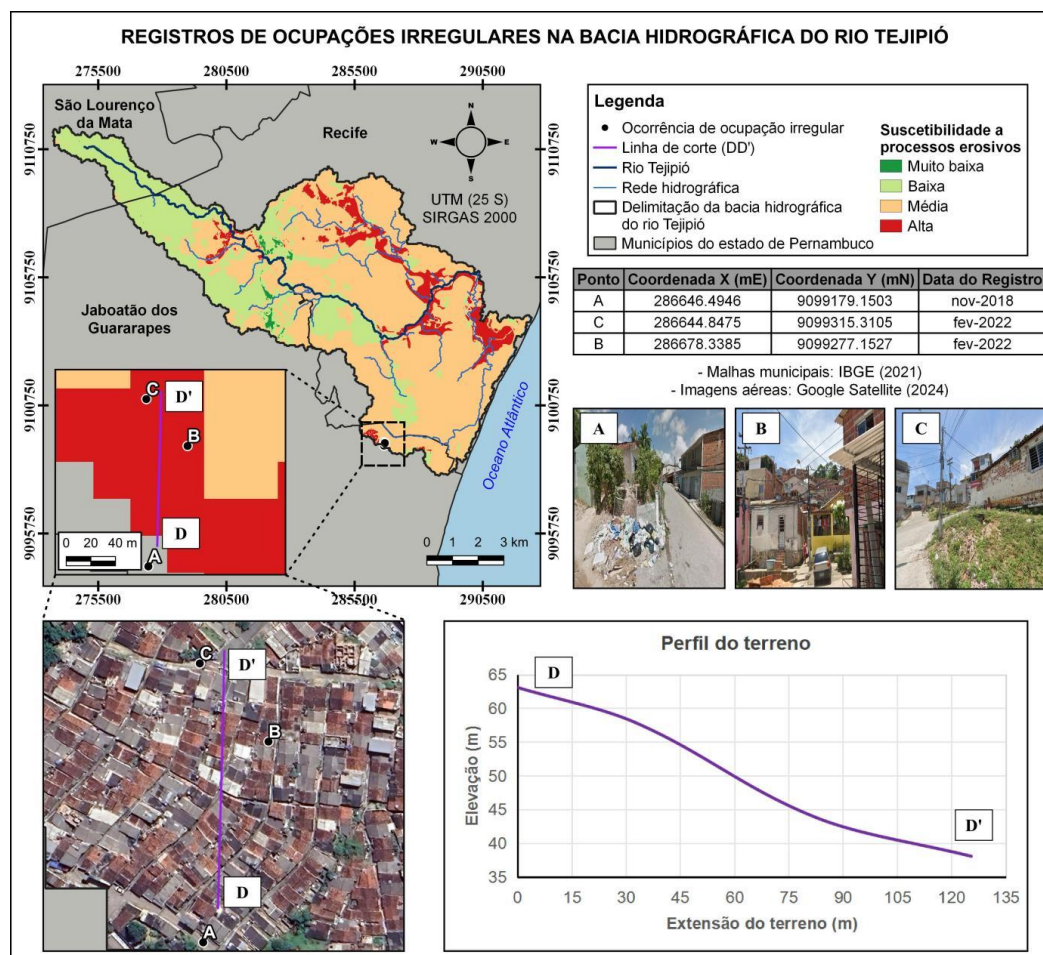 REGISTROS DE OCUPAÇÕES IRREGULARES NA BACIA HIDROGRÁFICA DO RIO TEJIPIÓ
275500 280500 285500 290500
9110750
9105750
9100750
9095750
São Lourenço
da Mata
Recife
N
W E
S
UTM (25 S)
SIRGAS 2000
Jaboatão dos
Guararapes
Oceano Atlântico
C
D'
B
D
A
0 20 40 m
0 1 2 3 km
9110750
9105750
9100750
9095750
275500 280500 285500 290500
Legenda
Ocorrência de ocupação irregular
Linha de corte (DD')
Rio Tejipió
Rede hidrográfica
Delimitação da bacia hidrográfica
do rio Tejipió
Municípios do estado de Pernambuco
Suscetibilidade a
processos erosivos
Muito baixa
Baixa
Média
Alta
Ponto Coordenada X (mE) Coordenada Y (mN) Data do Registro
A 286646.4946 9099179.1503 nov-2018
C 286644.8475 9099315.3105 fev-2022
B 286678.3385 9099277.1527 fev-2022
- Malhas municipais: IBGE (2021)
- Imagens aéreas: Google Satellite (2024)
A
B
C
C
D'
B
D
A
Perfil do terreno
65
60
55
50
45
40
35
Elevação (m)
D
D'
0 15 30 45 60 75 90 105 120 135
Extensão do terreno (m)